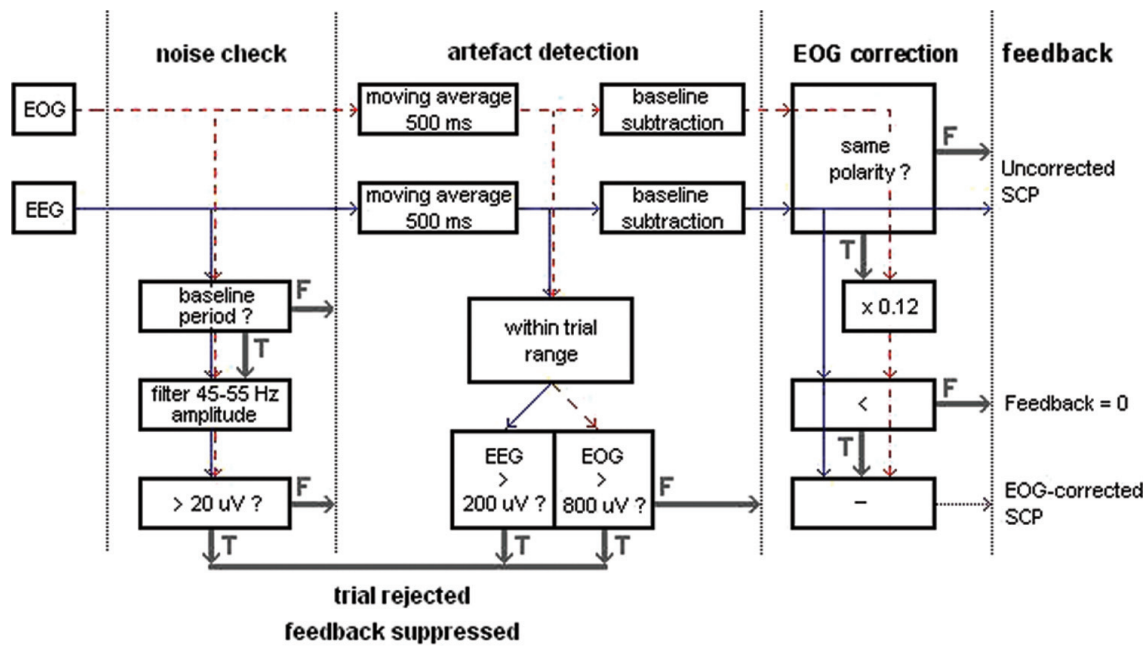 noise check
artefact detection
EOG correction
feedback
EOG
moving average
500 ms
baseline
subtraction
same
polarity ?
F
Uncorrected
SCP
EEG
moving average
500 ms
baseline
subtraction
T
baseline
period ?
F
T
within trial
range
x 0.12
filter 45-55 Hz
amplitude
<
F
Feedback = 0
T
> 20 uV ?
F
T
EEG
>
200 uV ?
T
EOG
>
800 uV ?
F
T
–
EOG-corrected
SCP
trial rejected
feedback suppressed